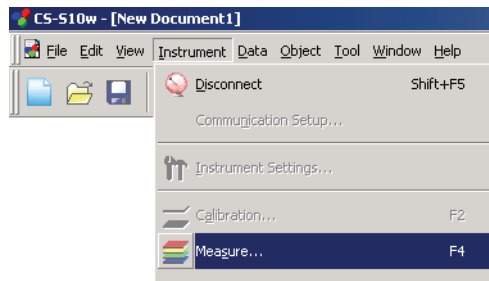 CS-S10w - [New Document1]
File Edit View Instrument Data Object Tool Window Help
Disconnect Shift+F5
Communication Setup...
Instrument Settings...
Calibration... F2
Measure... F4